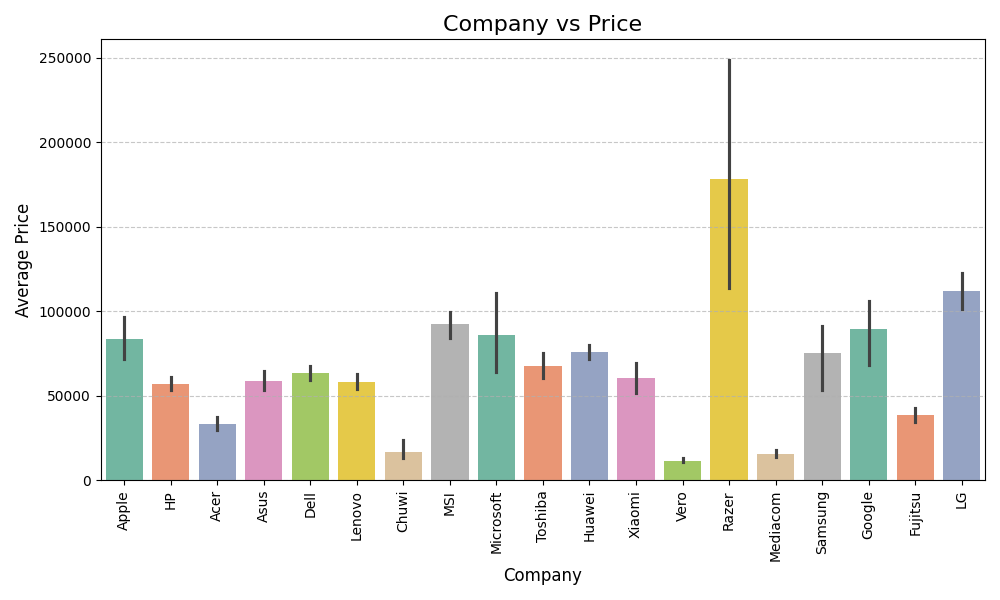 Company vs Price
Average Price
250000
200000
150000
100000
50000
0
Apple
HP
Acer
Asus
Dell
Lenovo
Chuwi
MSI
Microsoft
Toshiba
Huawei
Xiaomi
Vero
Razer
Mediacom
Samsung
Google
Fujitsu
LG
Company